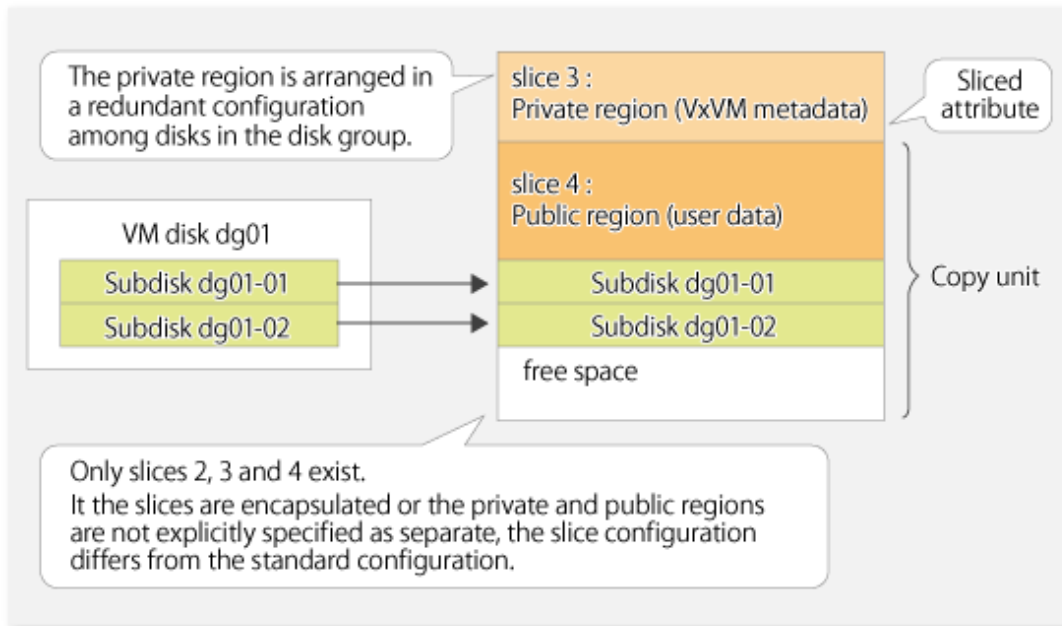 The private region is arranged in
a redundant configuration
among disks in the disk group.
slice 3 :
Private region (VxVM metadata)
Sliced
attribute
slice 4 :
Public region (user data)
VM disk dg01
Subdisk dg01-01
Subdisk dg01-02
Subdisk dg01-01
Subdisk dg01-02
free space
Copy unit
Only slices 2, 3 and 4 exist.
It the slices are encapsulated or the private and public regions
are not explicitly specified as separate, the slice configuration
differs from the standard configuration.